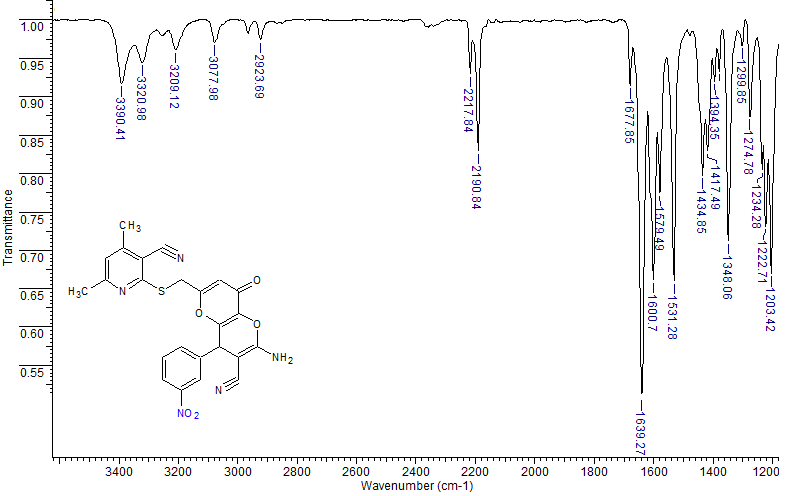 1.00
0.95
0.90
0.85
0.80
0.75
0.70
0.65
0.60
0.55
Transmittance
3390.41
3320.98
3209.12
3077.98
2923.69
2217.84
2190.84
1677.85
1639.27
1600.7
1579.49
1531.28
1434.85
1417.49
1394.35
1348.06
1299.85
1274.78
1234.28
1222.71
1203.42
CH3
N
H3C
N
S
O
O
O
NH2
N
NO2
3400 3200 3000 2800 2600 2400 2200 2000 1800 1600 1400 1200
Wavenumber (cm-1)